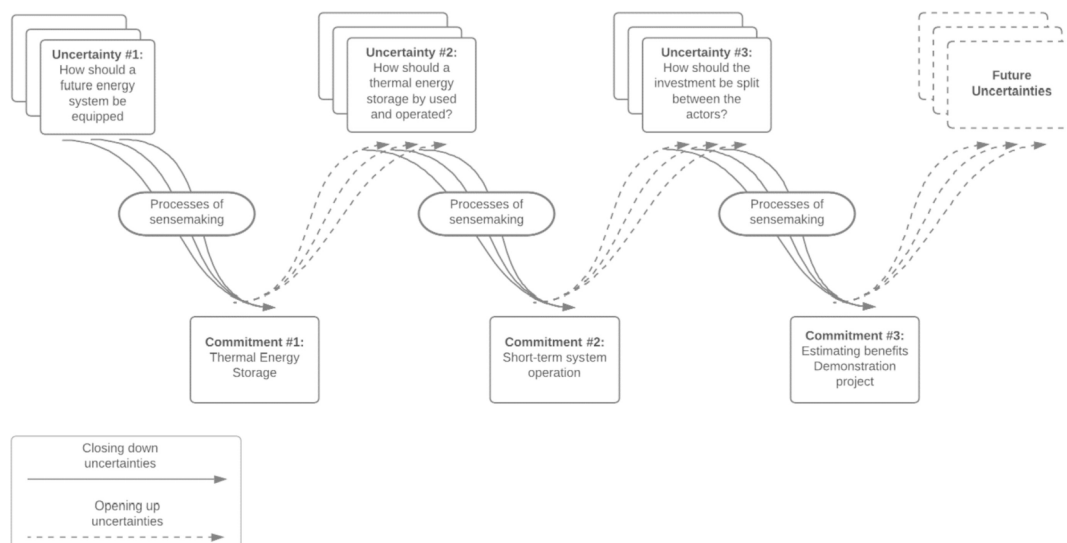 Uncertainty #1:
How should a
future energy
system be
equipped
Uncertainty #2:
How should a
thermal energy
storage by used
and operated?
Uncertainty #3:
How should the
investment be split
between the
actors?
Future
Uncertainties
Processes of
sensemaking
Processes of
sensemaking
Processes of
sensemaking
Commitment #1:
Thermal Energy
Storage
Commitment #2:
Short-term system
operation
Commitment #3:
Estimating benefits
Demonstration
project
Closing down
uncertainties
Opening up
uncertainties